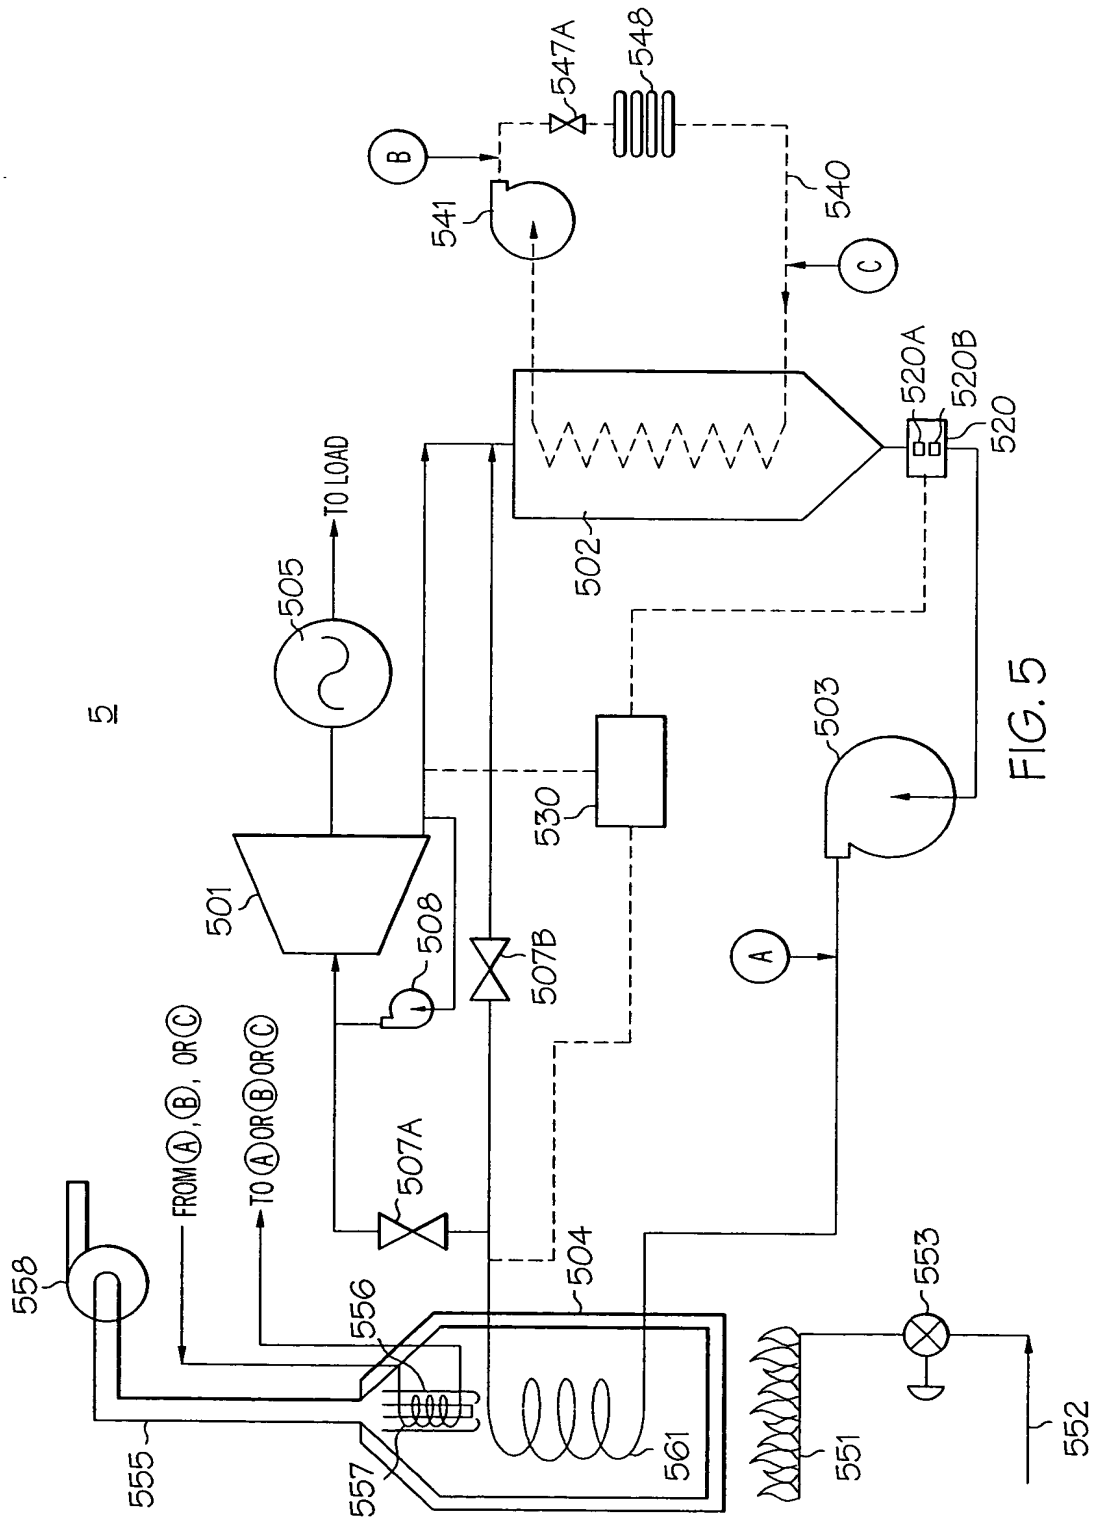 5
558
FROM A, B, OR C
TO A OR B OR C
555
556
557
504
561
551
552
553
507A
507B
508
501
505
TO LOAD
530
A
503
502
541
B
547A
548
540
C
520A
520B
520
FIG. 5